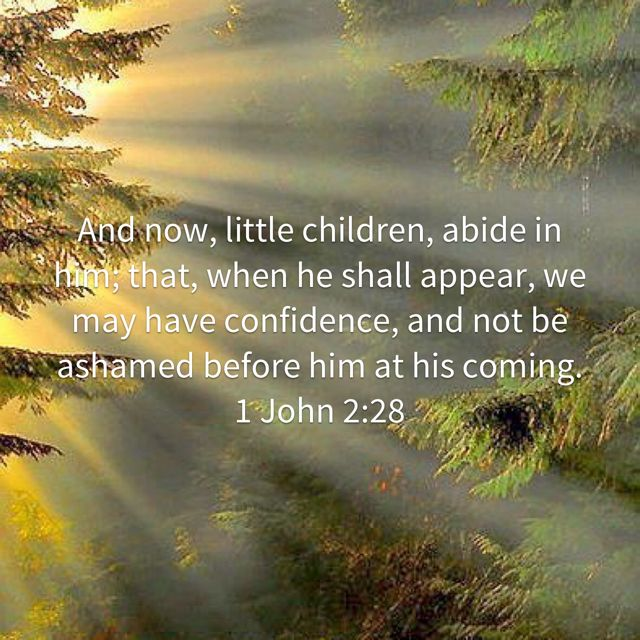 And now, little children, abide in
him; that, when he shall appear, we
may have confidence, and not be
ashamed before him at his coming.
1 John 2:28